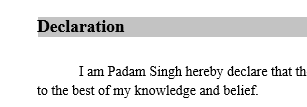 Declaration
I am Padam Singh hereby declare that th
to the best of my knowledge and belief.